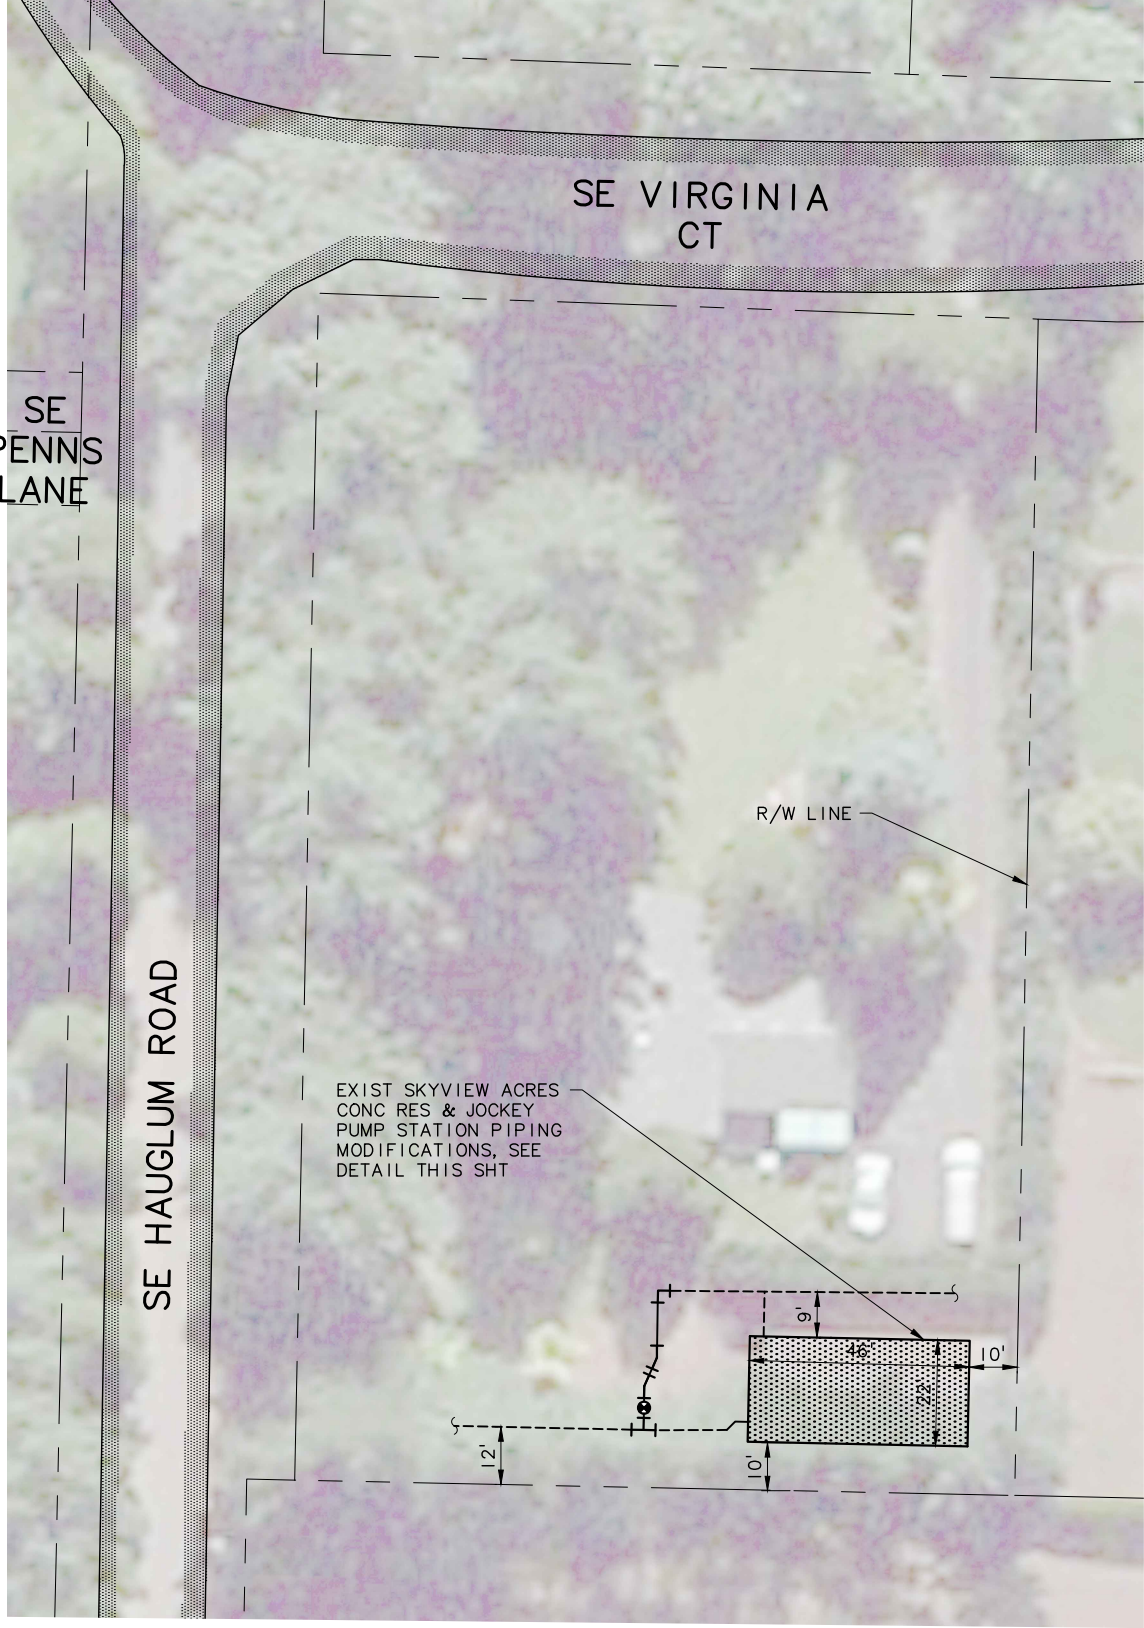 SE VIRGINIA
CT
SE
PENNS
LANE
R/W LINE
SE HAUGLUM ROAD
EXIST SKYVIEW ACRES
CONC RES & JOCKEY
PUMP STATION PIPING
MODIFICATIONS, SEE
DETAIL THIS SHT
9'
46'
10'
22'
12'
10'